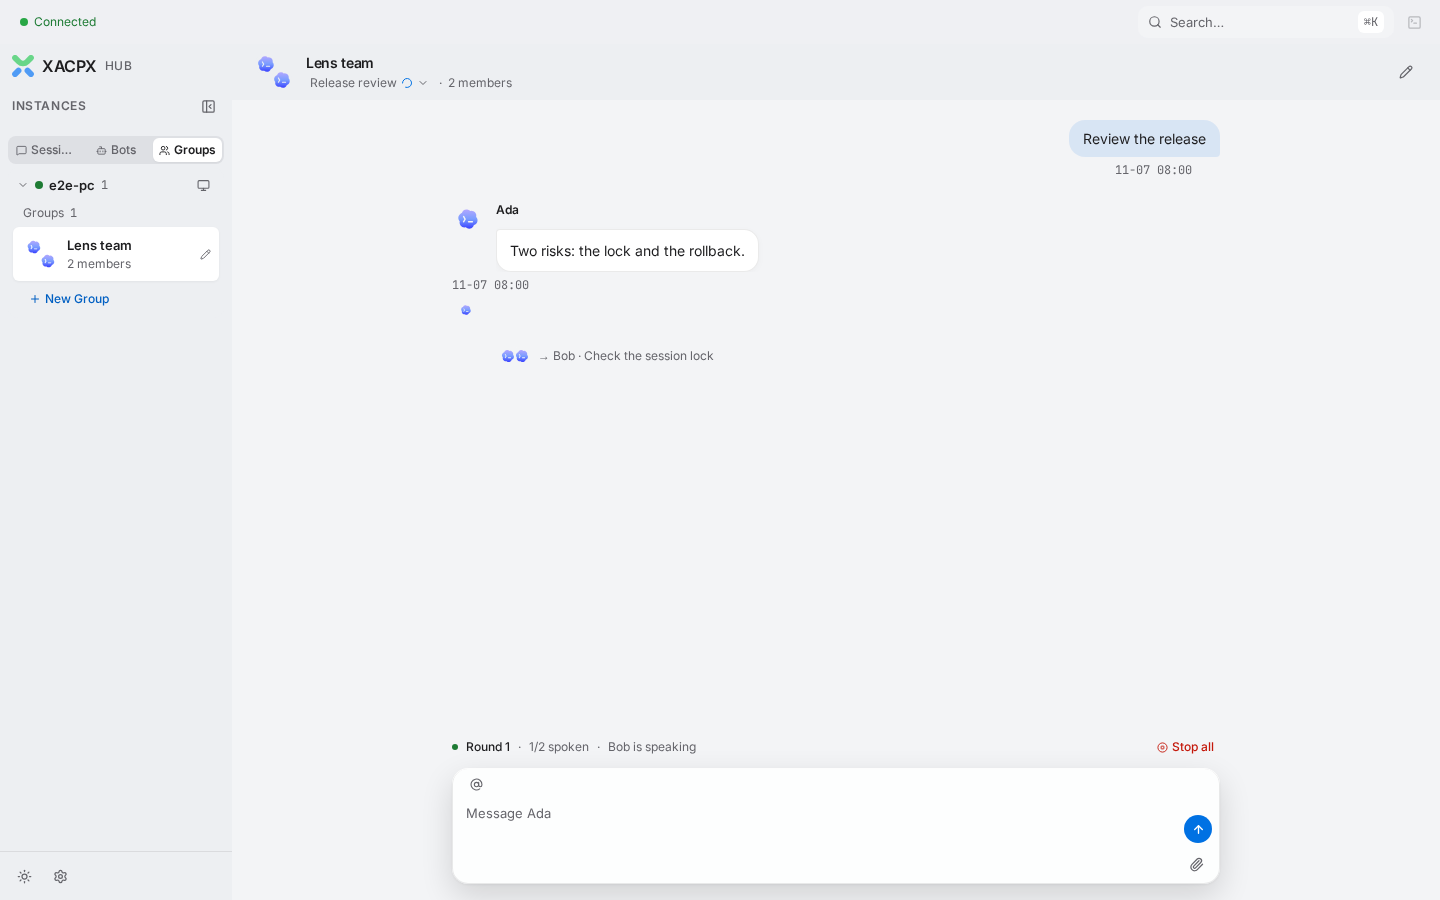 Connected
Search...
⌘K
XACPX HUB
INSTANCES
Sessi...
Bots
Groups
e2e-pc 1
Groups 1
Lens team
2 members
+ New Group
Lens team
Release review · 2 members
Review the release
11-07 08:00
Ada
Two risks: the lock and the rollback.
11-07 08:00
→ Bob · Check the session lock
Round 1 · 1/2 spoken · Bob is speaking
Stop all
@
Message Ada